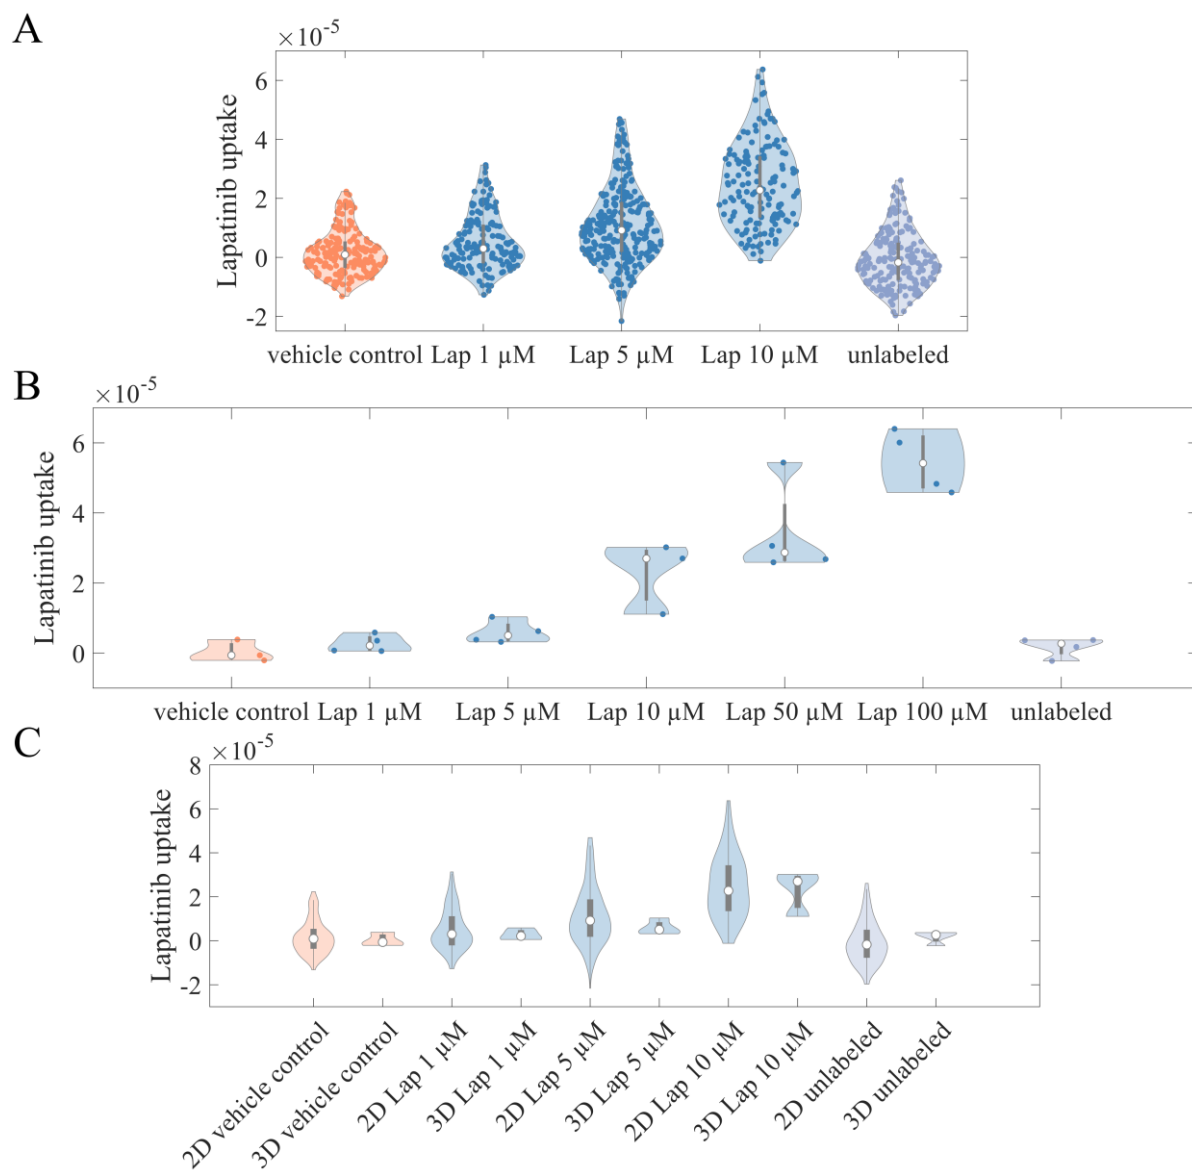 A
×10-5
Lapatinib uptake
6
4
2
0
-2
vehicle control Lap 1 µM Lap 5 µM Lap 10 µM unlabeled
B
×10-5
Lapatinib uptake
6
4
2
0
vehicle control Lap 1 µM Lap 5 µM Lap 10 µM Lap 50 µM Lap 100 µM unlabeled
C
×10-5
Lapatinib uptake
8
6
4
2
0
-2
2D vehicle control
3D vehicle control
2D Lap 1 µM
3D Lap 1 µM
2D Lap 5 µM
3D Lap 5 µM
2D Lap 10 µM
3D Lap 10 µM
2D unlabeled
3D unlabeled